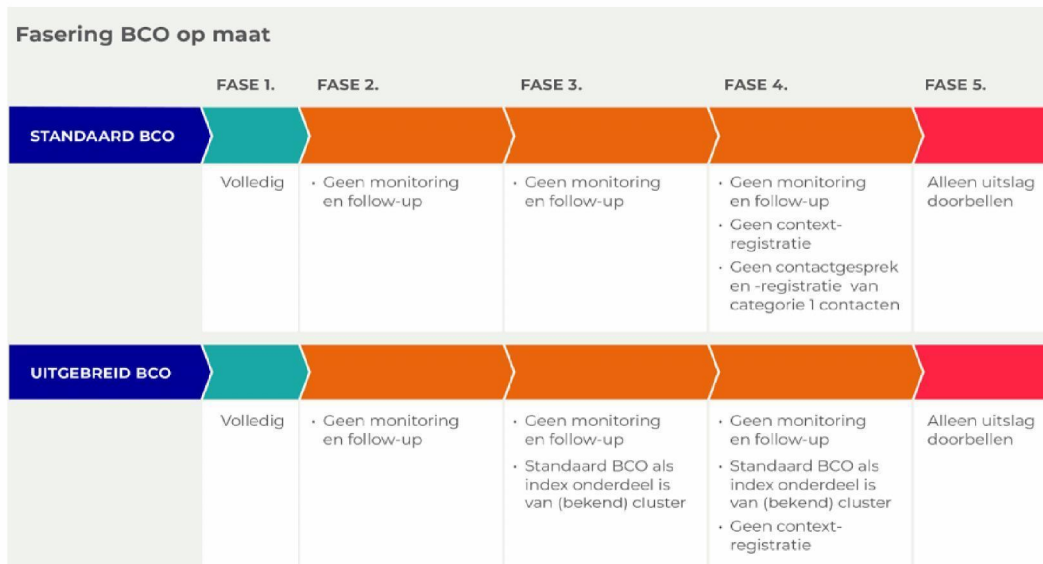 Fasering BCO op maat
FASE 1.
FASE 2.
FASE 3.
FASE 4.
FASE 5.
STANDAARD BCO
Volledig
· Geen monitoring
en follow-up
· Geen monitoring
en follow-up
· Geen monitoring
en follow-up
· Geen context-
registratie
· Geen contactgesprek
en -registratie van
categorie 1 contacten
Alleen uitslag
doorbellen
UITGEBREID BCO
Volledig
· Geen monitoring
en follow-up
· Geen monitoring
en follow-up
· Standaard BCO als
index onderdeel is
van (bekend) cluster
· Geen monitoring
en follow-up
· Standaard BCO als
index onderdeel is
van (bekend) cluster
· Geen context-
registratie
Alleen uitslag
doorbellen